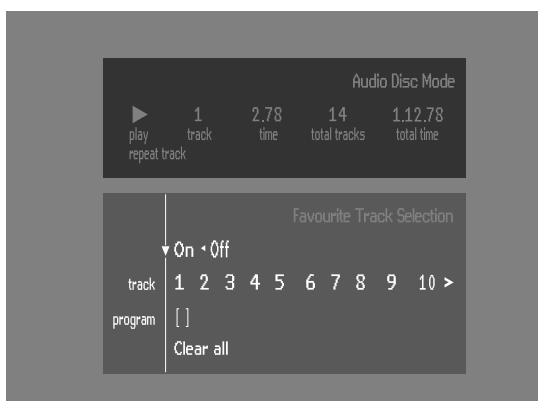 Audio Disc Mode
1 2.78 14 1.12.78
play track time total tracks total time
repeat track
Favourite Track Selection
On Off
track 1 2 3 4 5 6 7 8 9 10 >
program [ ]
Clear all